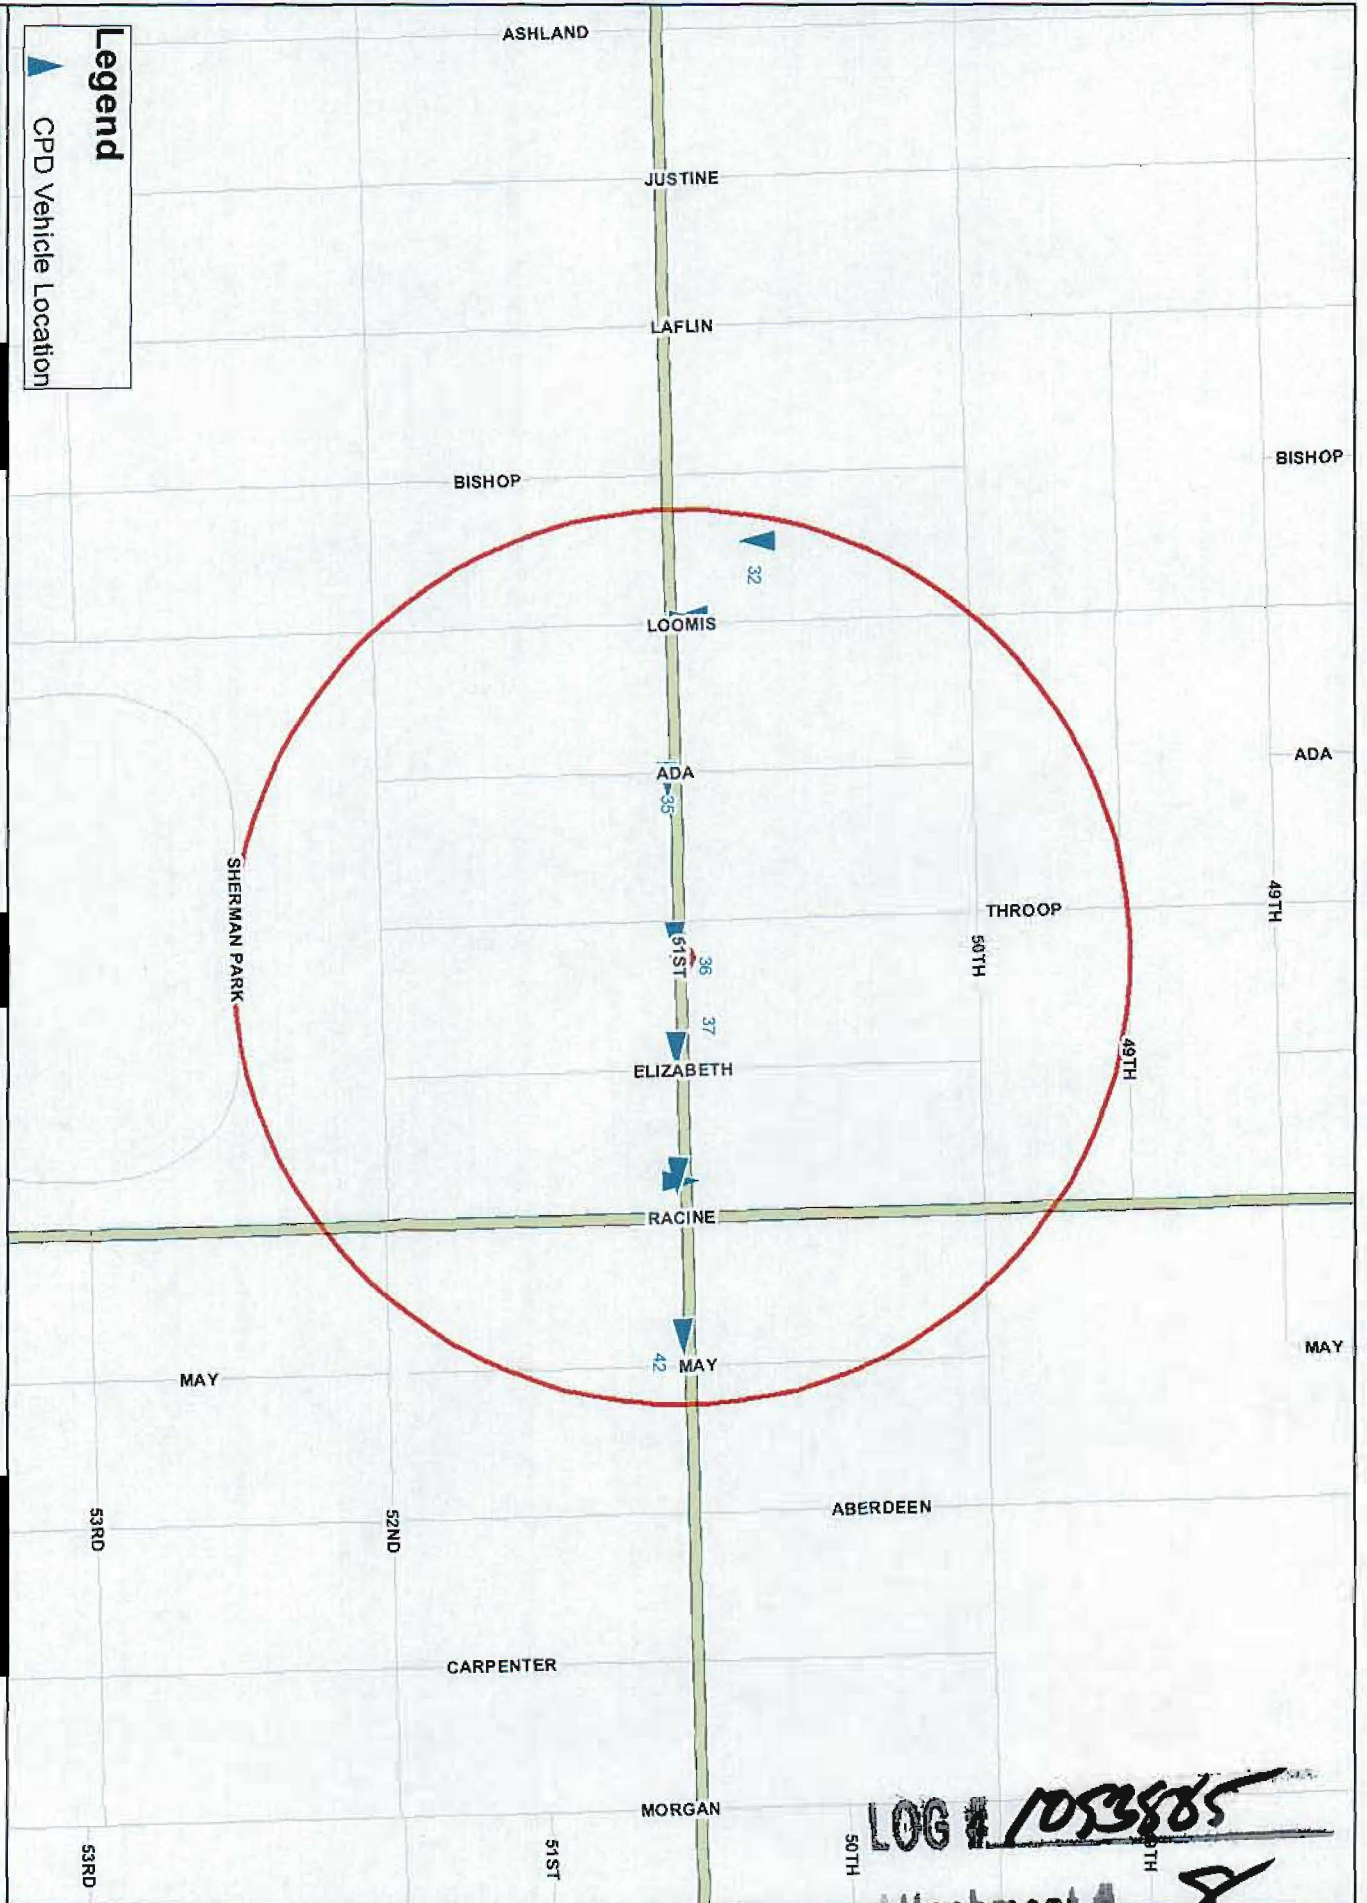 Legend
CPD Vehicle Location
ASHLAND
JUSTINE
LAFLIN
BISHOP
BISHOP
32
LOOMIS
ADA
ADA
35
THROOP
49TH
SHERMAN PARK
51ST
36
50TH
37
ELIZABETH
49TH
RACINE
42
MAY
MAY
MAY
53RD
52ND
ABERDEEN
CARPENTER
MORGAN
53RD
51ST
50TH
LOG # 1053885
Attachment # 8